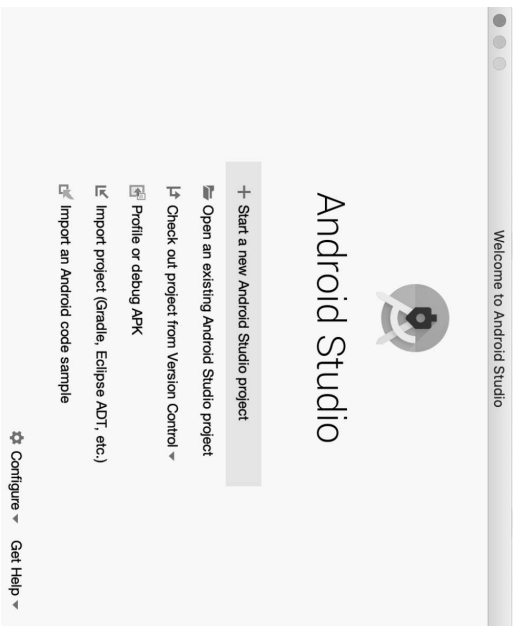 Welcome to Android Studio
Android Studio
Start a new Android Studio project
Open an existing Android Studio project
Check out project from Version Control
Profile or debug APK
Import project (Gradle, Eclipse ADT, etc.)
Import an Android code sample
Configure Get Help